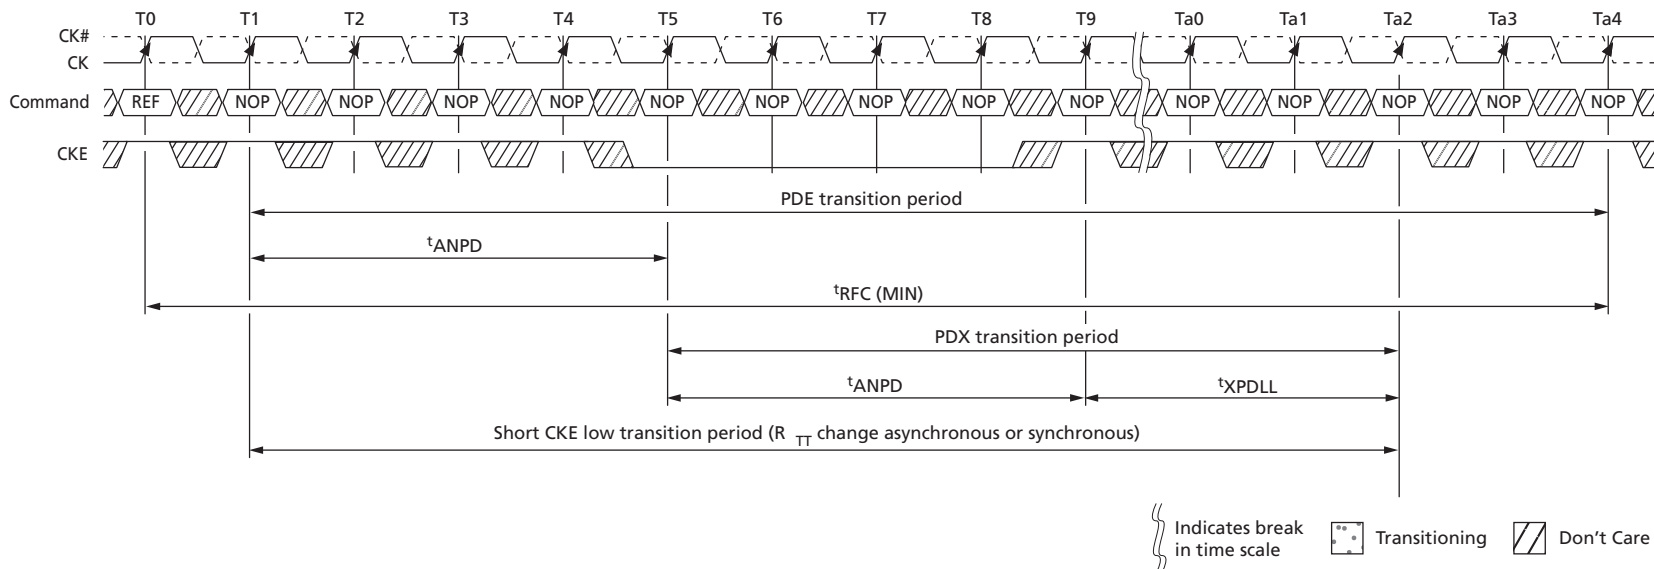 T0 T1 T2 T3 T4 T5 T6 T7 T8 T9 Ta0 Ta1 Ta2 Ta3 Ta4
CK#
CK
Command REF NOP NOP NOP NOP NOP NOP NOP NOP NOP NOP NOP NOP NOP NOP
CKE
PDE transition period
tANPD
tRFC (MIN)
PDX transition period
tANPD tXPDLL
Short CKE low transition period (R TT change asynchronous or synchronous)
Indicates break
in time scale
Transitioning
Don't Care